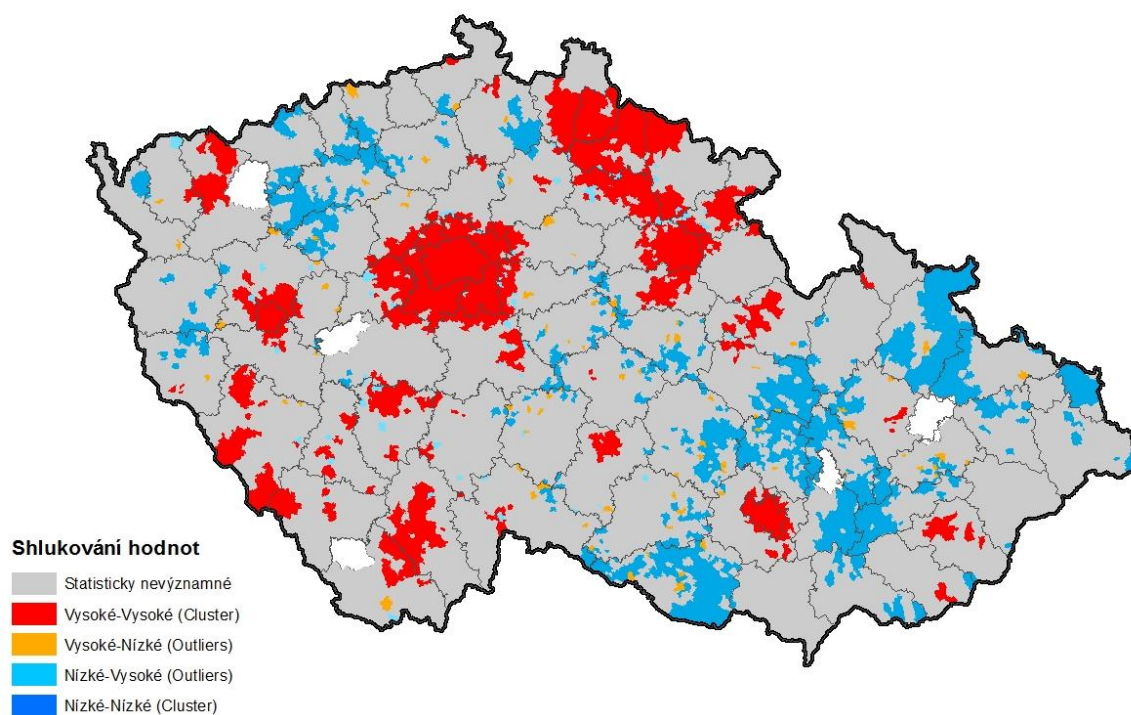 Shlukování hodnot
Statisticky nevýznamné
Vysoké-Vysoké (Cluster)
Vysoké-Nízké (Outliers)
Nízké-Vysoké (Outliers)
Nízké-Nízké (Cluster)